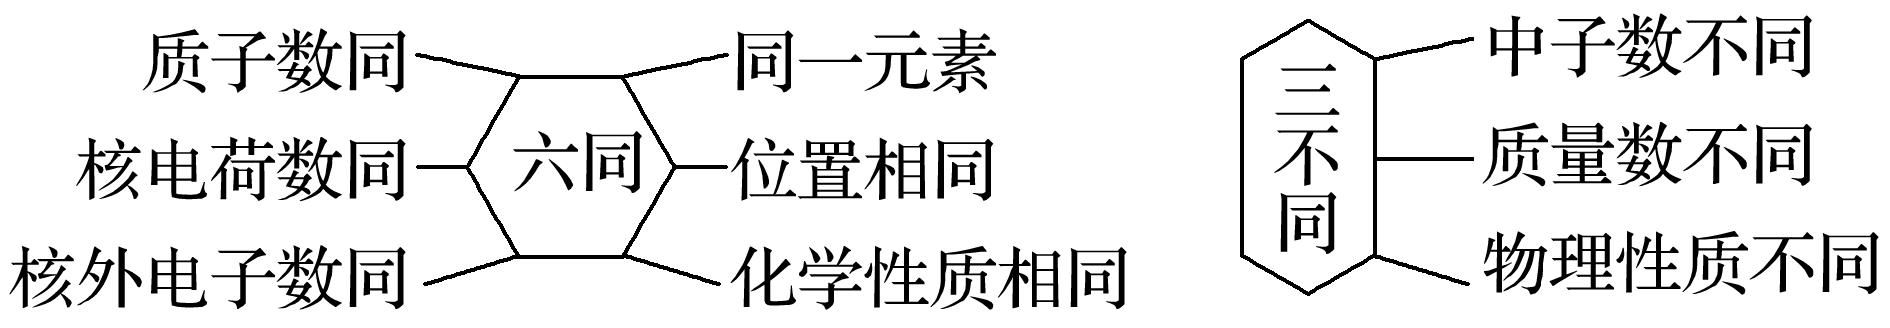 质子数同
核电荷数同
核外电子数同
六同
同一元素
位置相同
化学性质相同
三不同
中子数不同
质量数不同
物理性质不同